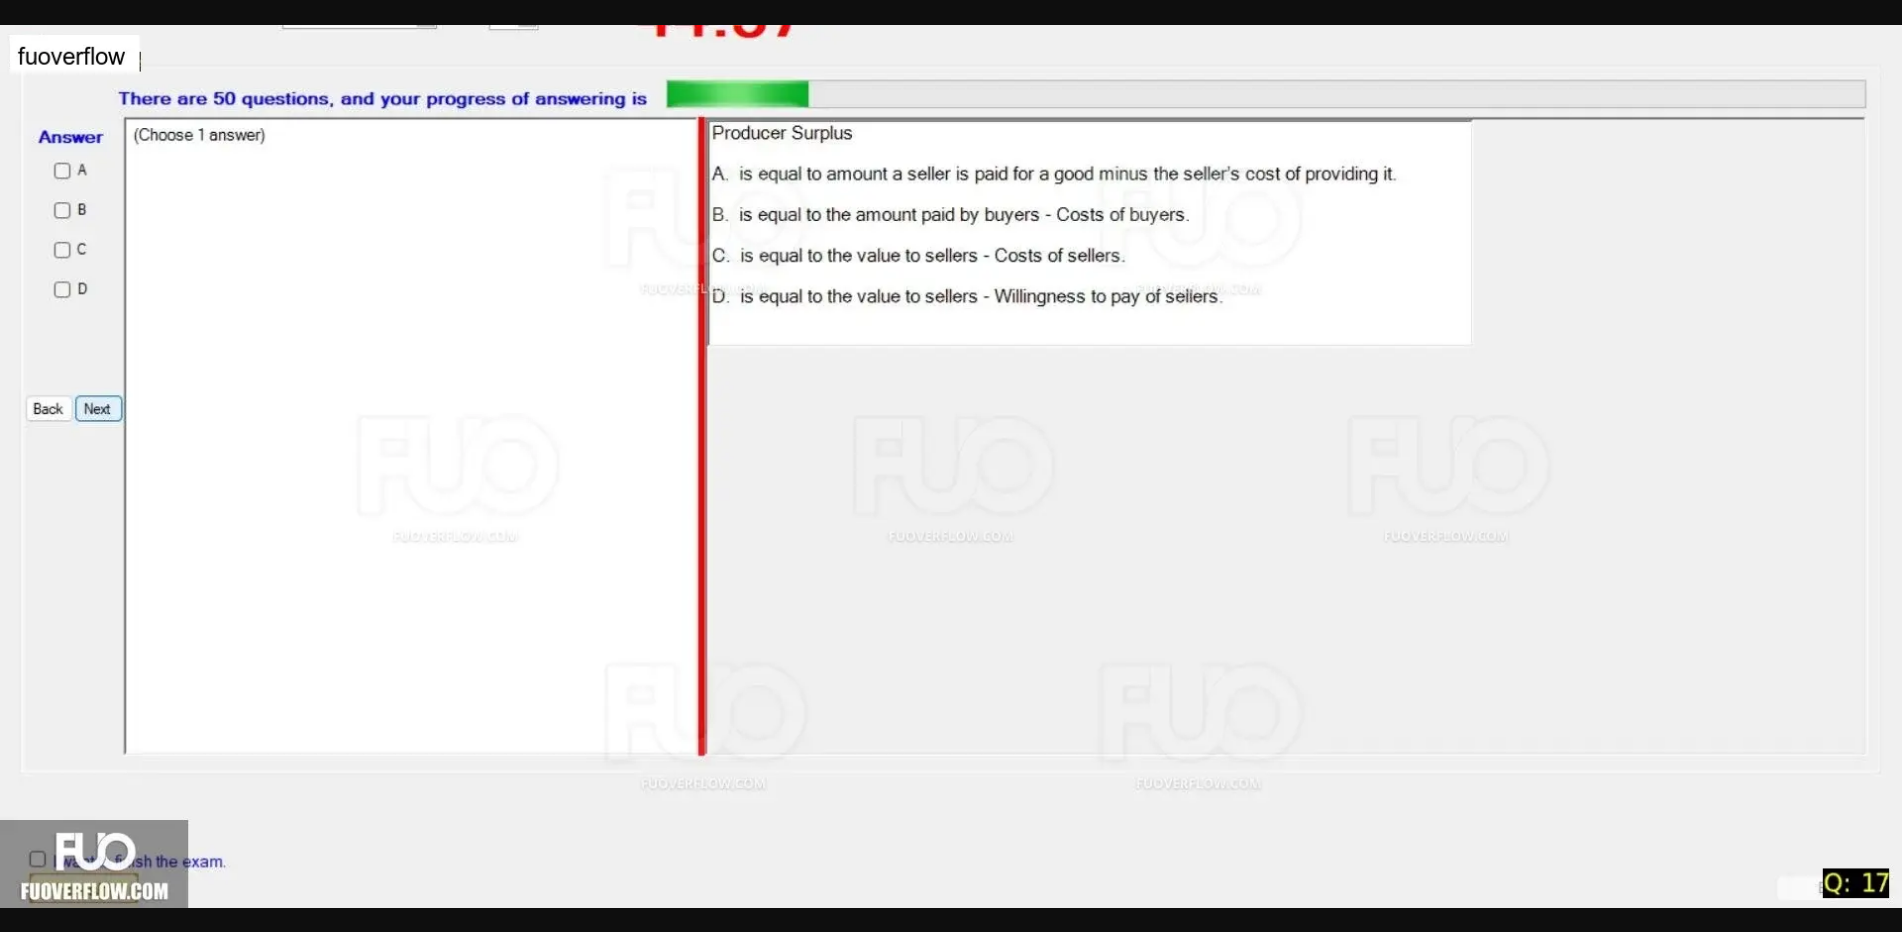 fuoverflow
There are 50 questions, and your progress of answering is
Answer
(Choose 1 answer)
A
B
C
D
Back
Next
Producer Surplus
A. is equal to amount a seller is paid for a good minus the seller's cost of providing it.
B. is equal to the amount paid by buyers - Costs of buyers.
C. is equal to the value to sellers - Costs of sellers.
D. is equal to the value to sellers - Willingness to pay of sellers.
FUO
FUOVERFLOW.COM
FUO
FUOVERFLOW.COM
FUO
FUOVERFLOW.COM
FUO
FUOVERFLOW.COM
FUO
FUOVERFLOW.COM
FUO
FUOVERFLOW.COM
FUO
FUOVERFLOW.COM
the exam.
FUO
FUOVERFLOW.COM
Q: 17